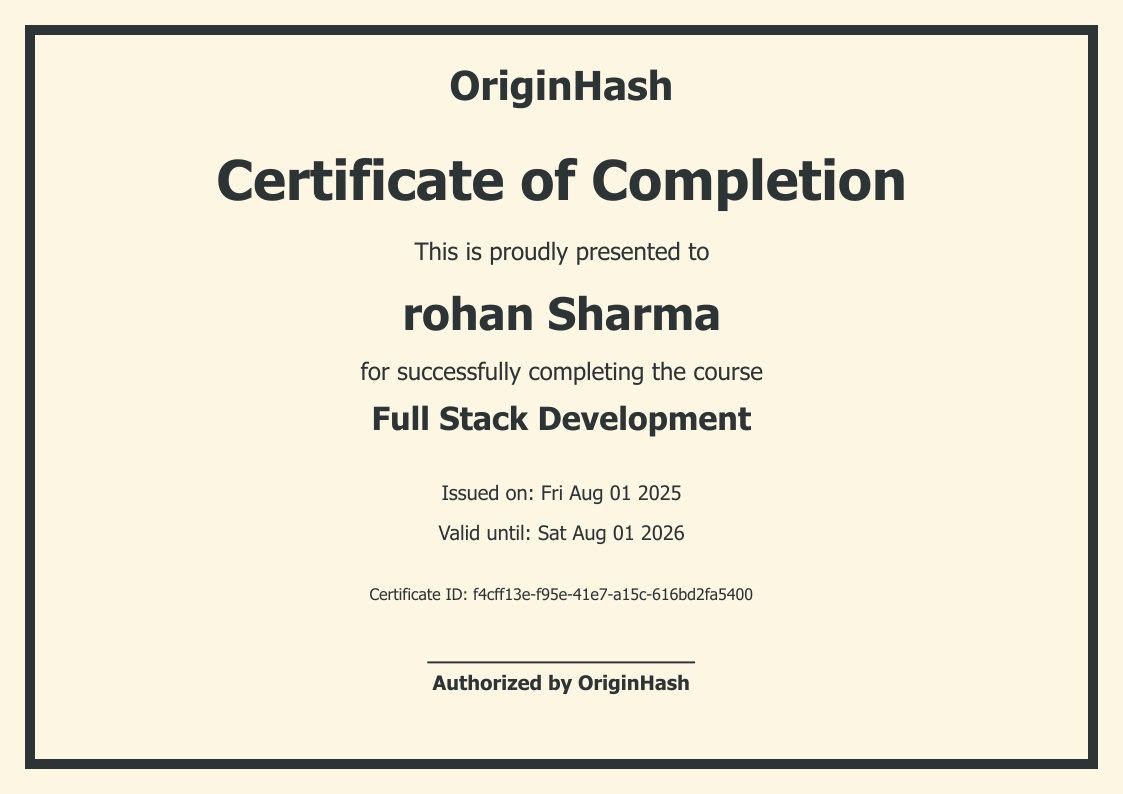 OriginHash
Certificate of Completion
This is proudly presented to
rohan Sharma
for successfully completing the course
Full Stack Development
Issued on: Fri Aug 01 2025
Valid until: Sat Aug 01 2026
Certificate ID: f4cff13e-f95e-41e7-a15c-616bd2fa5400
Authorized by OriginHash